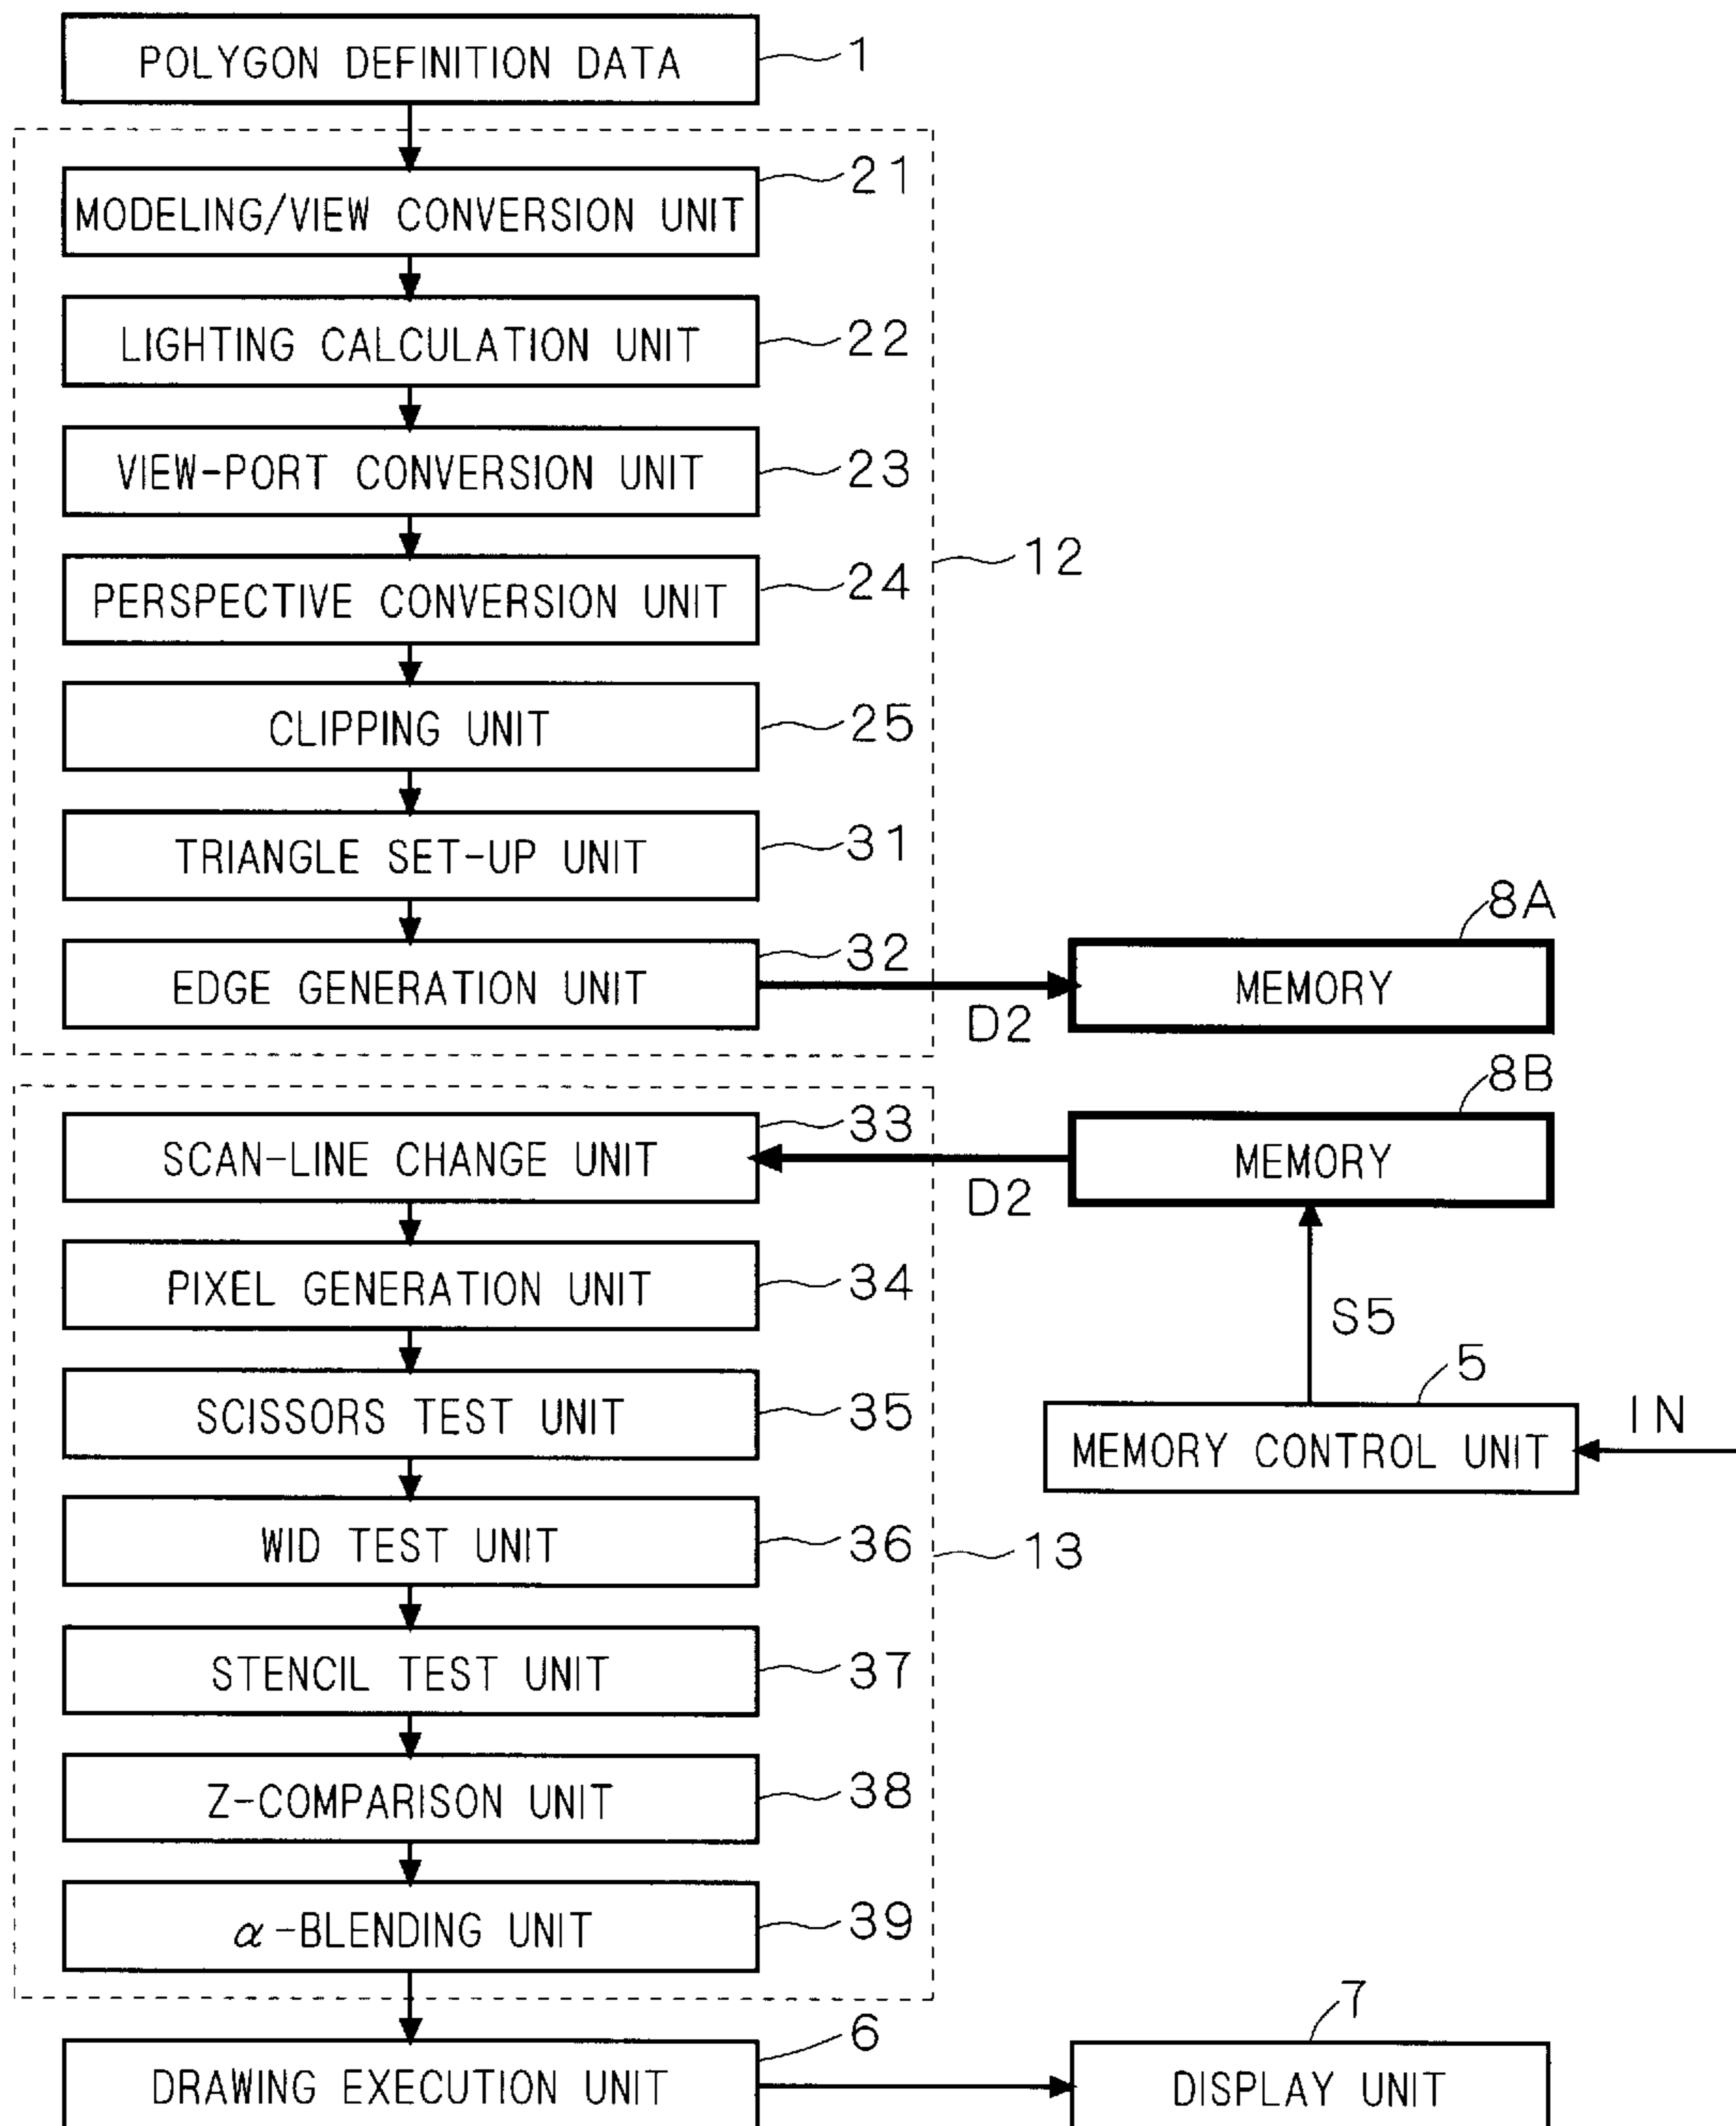 POLYGON DEFINITION DATA 1
MODELING/VIEW CONVERSION UNIT 21
LIGHTING CALCULATION UNIT 22
VIEW-PORT CONVERSION UNIT 23
PERSPECTIVE CONVERSION UNIT 24
12
CLIPPING UNIT 25
TRIANGLE SET-UP UNIT 31
EDGE GENERATION UNIT 32
D2
MEMORY 8A
SCAN-LINE CHANGE UNIT 33
D2
MEMORY 8B
PIXEL GENERATION UNIT 34
S5
SCISSORS TEST UNIT 35
MEMORY CONTROL UNIT 5
IN
WID TEST UNIT 36
13
STENCIL TEST UNIT 37
Z-COMPARISON UNIT 38
α-BLENDING UNIT 39
DRAWING EXECUTION UNIT 6
DISPLAY UNIT 7